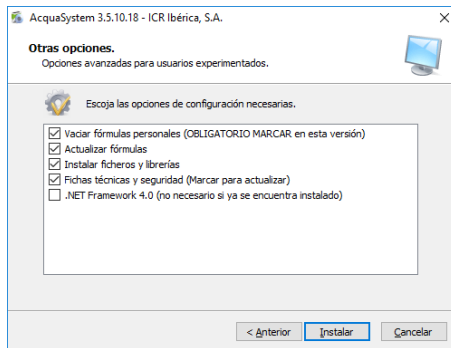 AcquaSystem 3.5.10.18 - ICR Ibérica, S.A.
Otras opciones.
Opciones avanzadas para usuarios experimentados.
Escoja las opciones de configuración necesarias.
Vaciar fórmulas personales (OBLIGATORIO MARCAR en esta versión)
Actualizar fórmulas
Instalar ficheros y librerías
Fichas técnicas y seguridad (Marcar para actualizar)
.NET Framework 4.0 (no necesario si ya se encuentra instalado)
< Anterior Instalar Cancelar